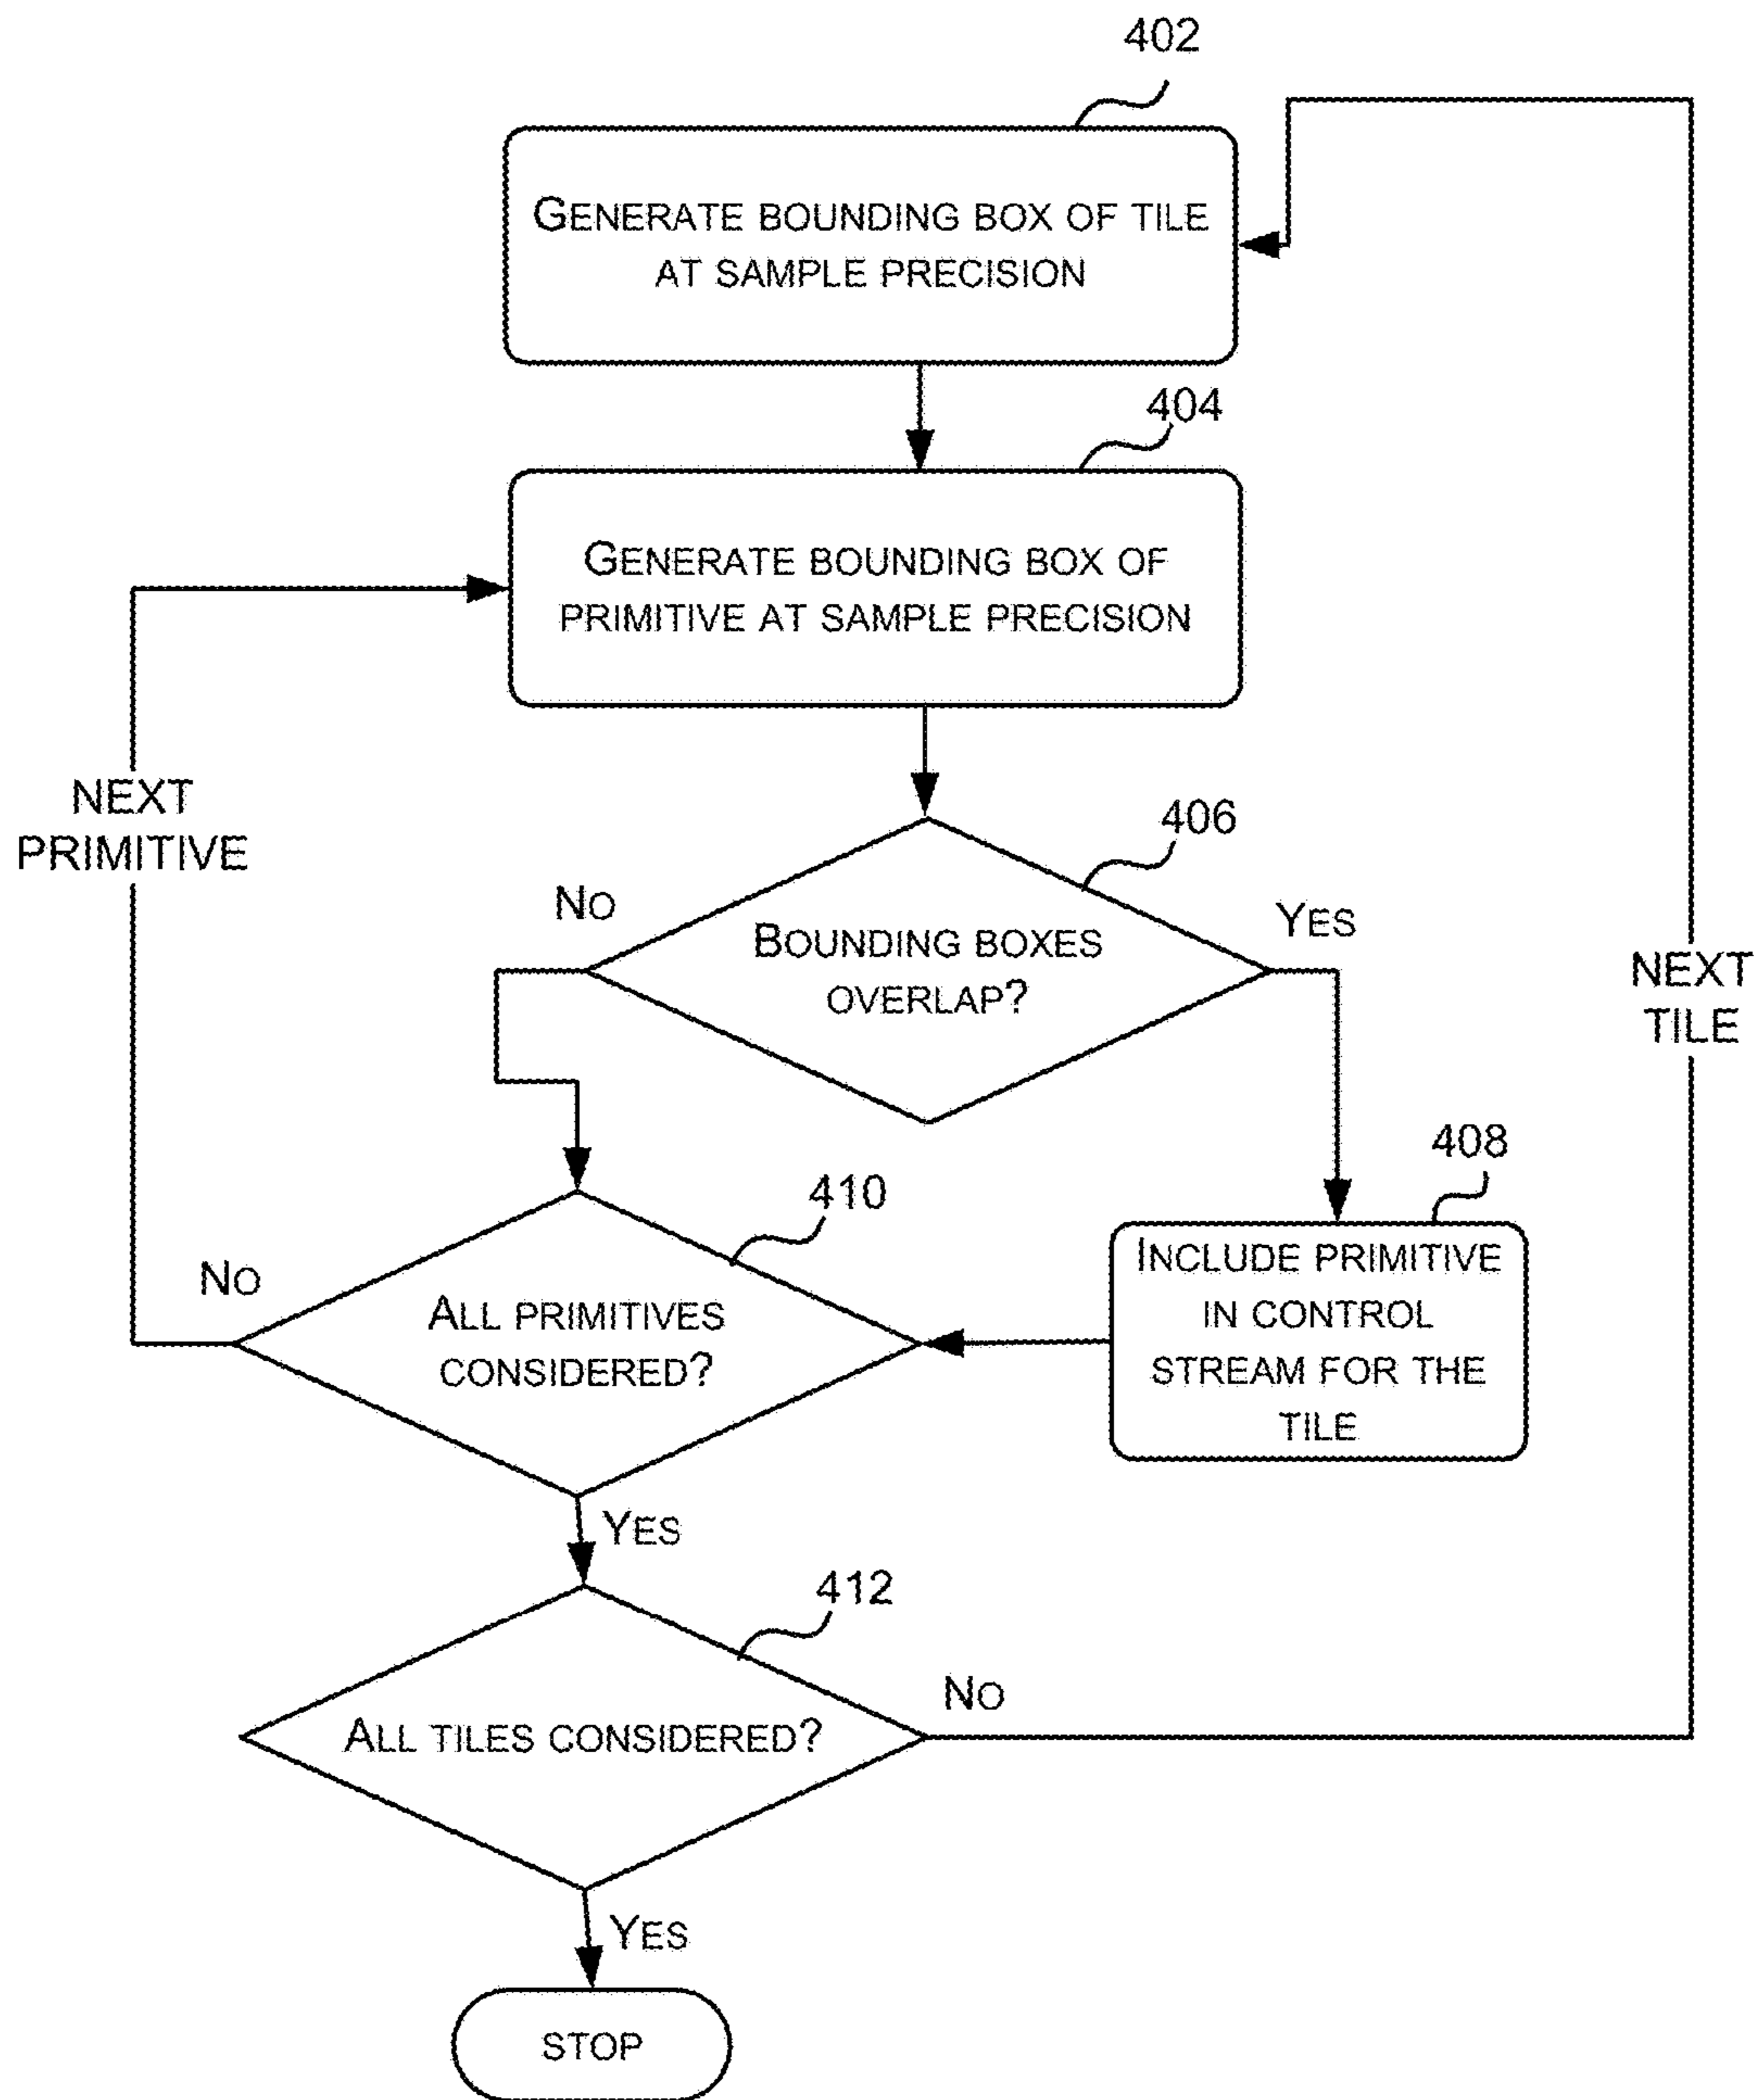 402
GENERATE BOUNDING BOX OF TILE
AT SAMPLE PRECISION
404
GENERATE BOUNDING BOX OF
PRIMITIVE AT SAMPLE PRECISION
NEXT
PRIMITIVE
406
NO
YES
BOUNDING BOXES
OVERLAP?
NEXT
TILE
408
INCLUDE PRIMITIVE
IN CONTROL
STREAM FOR THE
TILE
410
NO
ALL PRIMITIVES
CONSIDERED?
YES
412
NO
ALL TILES CONSIDERED?
YES
STOP